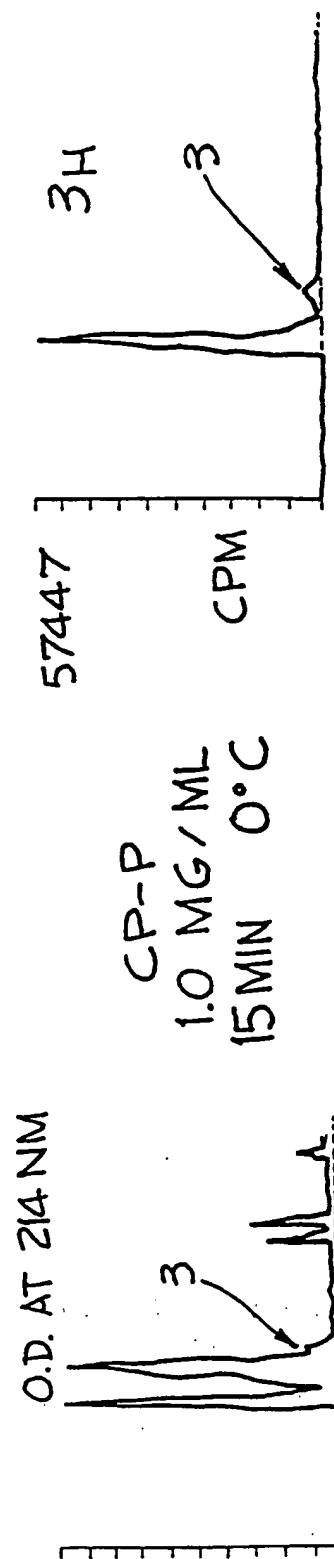 O.D. AT 214 NM
3
CP-P
1.0 MG/ML
15 MIN 0°C
57447
CPM
3H
3